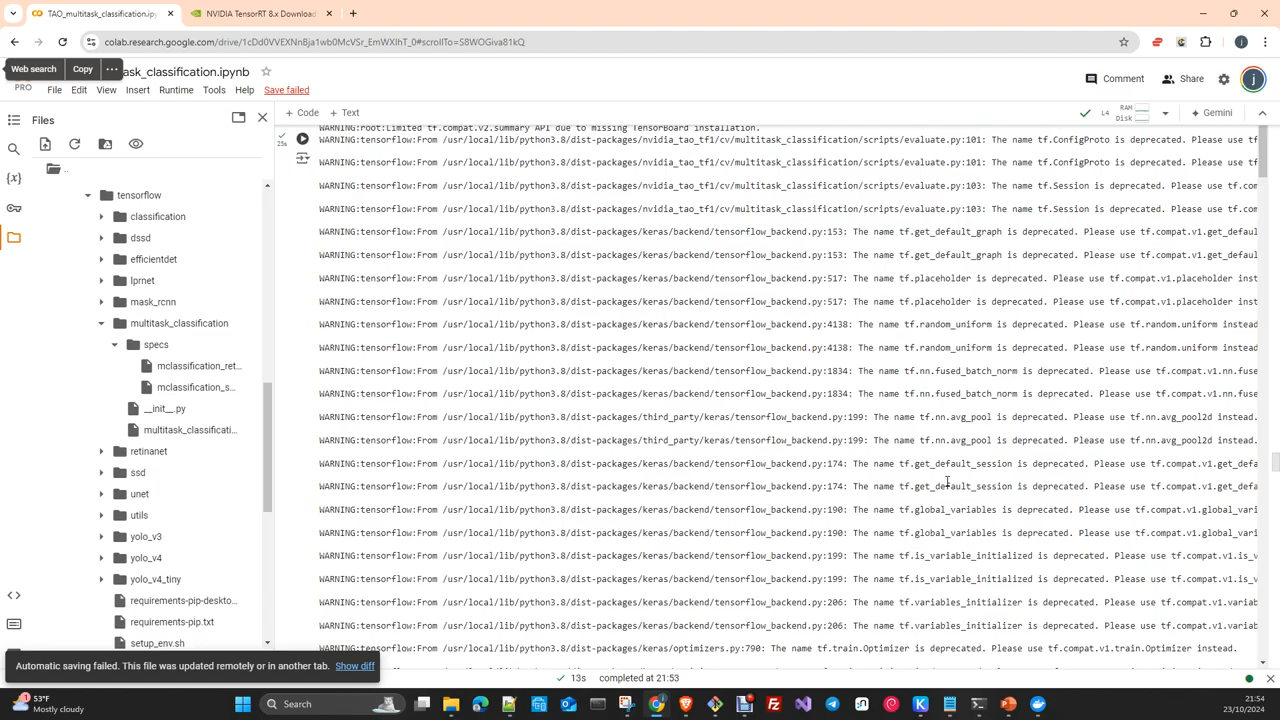 TAO_multitask_classification.ipynb
NVIDIA TensorRT 8.x Download
colab.research.google.com/drive/1cDd0VVEXNnBja1wb0McVSr_EmWXIhT_0#scrollTo=S8WOGiva81kQ
Web search
Copy
ask_classification.ipynb
PRO
File Edit View Insert Runtime Tools Help Save failed
Comment
Share
Files
+ Code + Text
L4
RAM
Disk
Gemini
25s
..
tensorflow
classification
dssd
efficientdet
lprnet
mask_rcnn
multitask_classification
specs
mclassification_ret...
mclassification_s...
__init__.py
multitask_classificati...
retinanet
ssd
unet
utils
yolo_v3
yolo_v4
yolo_v4_tiny
requirements-pip-deskto...
requirements-pip.txt
setup_env.sh
WARNING:root:Limited tf.compat.v2.summary API due to missing TensorBoard installation.
WARNING:tensorflow:From /usr/local/lib/python3.8/dist-packages/nvidia_tao_tf1/cv/multitask_classification/scripts/evaluate.py:101: The name tf.ConfigProto is deprecated. Please use tf
WARNING:tensorflow:From /usr/local/lib/python3.8/dist-packages/nvidia_tao_tf1/cv/multitask_classification/scripts/evaluate.py:101: The name tf.ConfigProto is deprecated. Please use tf
WARNING:tensorflow:From /usr/local/lib/python3.8/dist-packages/nvidia_tao_tf1/cv/multitask_classification/scripts/evaluate.py:103: The name tf.Session is deprecated. Please use tf.com
WARNING:tensorflow:From /usr/local/lib/python3.8/dist-packages/nvidia_tao_tf1/cv/multitask_classification/scripts/evaluate.py:103: The name tf.Session is deprecated. Please use tf.com
WARNING:tensorflow:From /usr/local/lib/python3.8/dist-packages/keras/backend/tensorflow_backend.py:153: The name tf.get_default_graph is deprecated. Please use tf.compat.v1.get_default
WARNING:tensorflow:From /usr/local/lib/python3.8/dist-packages/keras/backend/tensorflow_backend.py:153: The name tf.get_default_graph is deprecated. Please use tf.compat.v1.get_default
WARNING:tensorflow:From /usr/local/lib/python3.8/dist-packages/keras/backend/tensorflow_backend.py:517: The name tf.placeholder is deprecated. Please use tf.compat.v1.placeholder inst
WARNING:tensorflow:From /usr/local/lib/python3.8/dist-packages/keras/backend/tensorflow_backend.py:517: The name tf.placeholder is deprecated. Please use tf.compat.v1.placeholder inst
WARNING:tensorflow:From /usr/local/lib/python3.8/dist-packages/keras/backend/tensorflow_backend.py:4138: The name tf.random_uniform is deprecated. Please use tf.random.uniform instead
WARNING:tensorflow:From /usr/local/lib/python3.8/dist-packages/keras/backend/tensorflow_backend.py:4138: The name tf.random_uniform is deprecated. Please use tf.random.uniform instead
WARNING:tensorflow:From /usr/local/lib/python3.8/dist-packages/keras/backend/tensorflow_backend.py:1834: The name tf.nn.fused_batch_norm is deprecated. Please use tf.compat.v1.nn.fuse
WARNING:tensorflow:From /usr/local/lib/python3.8/dist-packages/keras/backend/tensorflow_backend.py:1834: The name tf.nn.fused_batch_norm is deprecated. Please use tf.compat.v1.nn.fuse
WARNING:tensorflow:From /usr/local/lib/python3.8/dist-packages/third_party/keras/tensorflow_backend.py:199: The name tf.nn.avg_pool is deprecated. Please use tf.nn.avg_pool2d instead.
WARNING:tensorflow:From /usr/local/lib/python3.8/dist-packages/third_party/keras/tensorflow_backend.py:199: The name tf.nn.avg_pool is deprecated. Please use tf.nn.avg_pool2d instead.
WARNING:tensorflow:From /usr/local/lib/python3.8/dist-packages/keras/backend/tensorflow_backend.py:174: The name tf.get_default_session is deprecated. Please use tf.compat.v1.get_defa
WARNING:tensorflow:From /usr/local/lib/python3.8/dist-packages/keras/backend/tensorflow_backend.py:174: The name tf.get_default_session is deprecated. Please use tf.compat.v1.get_defa
WARNING:tensorflow:From /usr/local/lib/python3.8/dist-packages/keras/backend/tensorflow_backend.py:190: The name tf.global_variables is deprecated. Please use tf.compat.v1.global_vari
WARNING:tensorflow:From /usr/local/lib/python3.8/dist-packages/keras/backend/tensorflow_backend.py:190: The name tf.global_variables is deprecated. Please use tf.compat.v1.global_vari
WARNING:tensorflow:From /usr/local/lib/python3.8/dist-packages/keras/backend/tensorflow_backend.py:199: The name tf.is_variable_initialized is deprecated. Please use tf.compat.v1.is_v
WARNING:tensorflow:From /usr/local/lib/python3.8/dist-packages/keras/backend/tensorflow_backend.py:199: The name tf.is_variable_initialized is deprecated. Please use tf.compat.v1.is_v
WARNING:tensorflow:From /usr/local/lib/python3.8/dist-packages/keras/backend/tensorflow_backend.py:206: The name tf.variables_initializer is deprecated. Please use tf.compat.v1.variab
WARNING:tensorflow:From /usr/local/lib/python3.8/dist-packages/keras/backend/tensorflow_backend.py:206: The name tf.variables_initializer is deprecated. Please use tf.compat.v1.variab
WARNING:tensorflow:From /usr/local/lib/python3.8/dist-packages/keras/optimizers.py:790: The name tf.train.Optimizer is deprecated. Please use tf.compat.v1.train.Optimizer instead.
Automatic saving failed. This file was updated remotely or in another tab. Show diff
13s completed at 21:53
53°F
Mostly cloudy
Search
21:54
23/10/2024